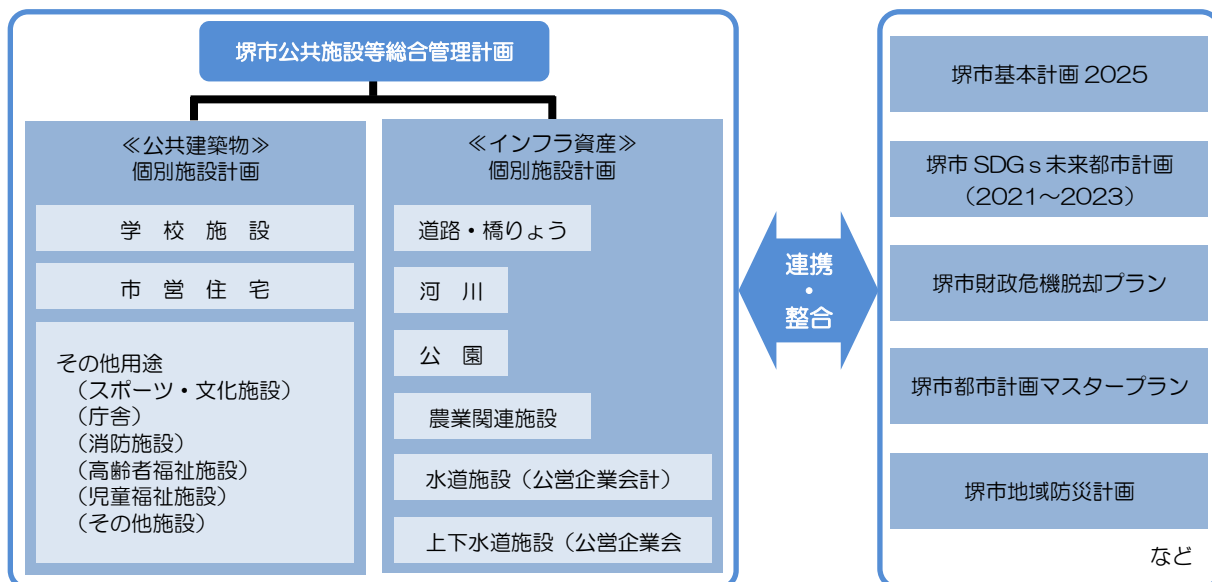 堺市公共施設等総合管理計画
≪公共建築物≫
個別施設計画
学 校 施 設
市 営 住 宅
その他用途
（スポーツ・文化施設）
（庁舎）
（消防施設）
（高齢者福祉施設）
（児童福祉施設）
（その他施設）
≪インフラ資産≫
個別施設計画
道路・橋りょう
河 川
公 園
農業関連施設
水道施設（公営企業会計）
上下水道施設（公営企業会
連携
・
整合
堺市基本計画 2025
堺市 SDGｓ未来都市計画
（2021～2023）
堺市財政危機脱却プラン
堺市都市計画マスタープラン
堺市地域防災計画
など